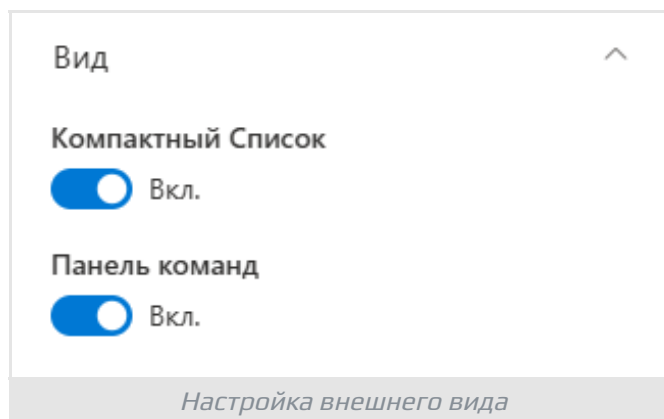 Вид
Компактный Список
Вкл.
Панель команд
Вкл.
Настройка внешнего вида